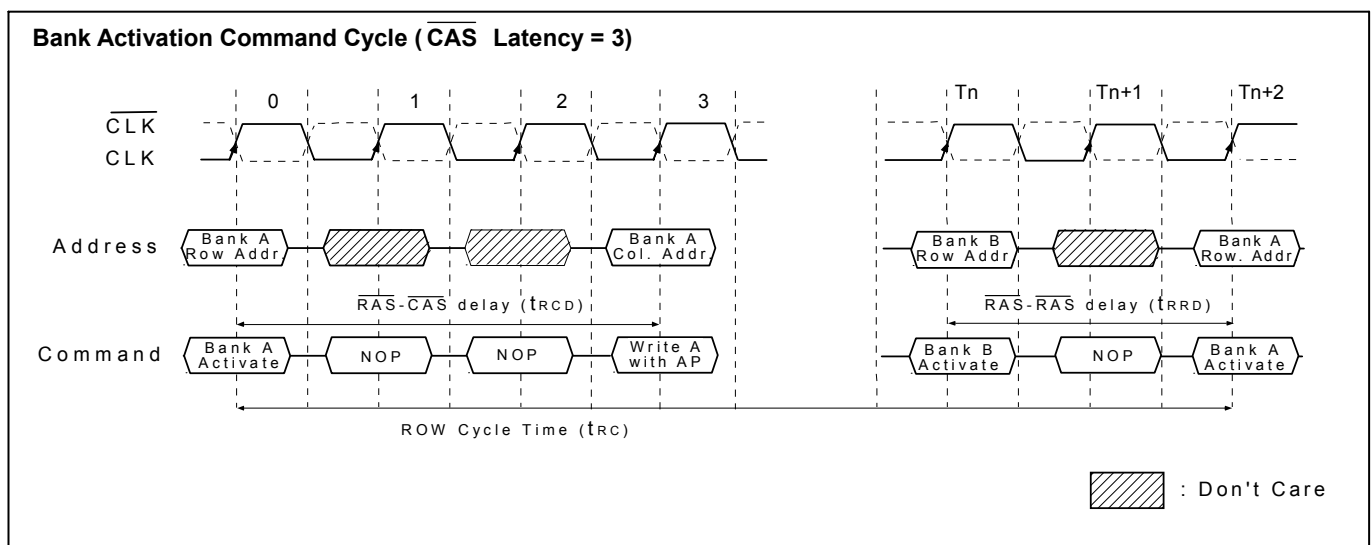 Bank Activation Command Cycle ( CAS Latency = 3)
0 1 2 3 Tn Tn+1 Tn+2
CLK
CLK
Address
Bank A
Row Addr.
Bank A
Col. Addr.
Bank B
Row Addr
Bank A
Row. Addr
RAS-CAS delay (tRCD)
RAS-RAS delay (tRRD)
Command
Bank A
Activate
NOP
NOP
Write A
with AP
Bank B
Activate
NOP
Bank A
Activate
ROW Cycle Time (tRC)
: Don't Care